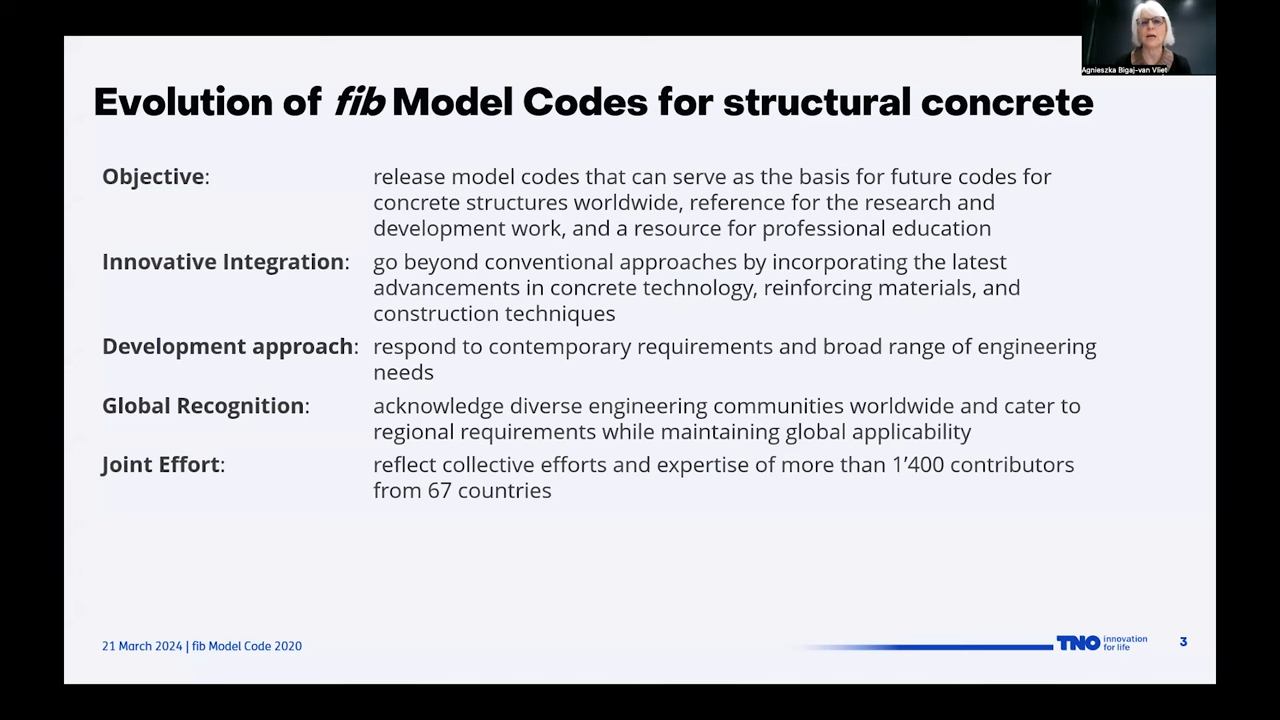 Agnieszka Bigaj-van Vliet
Evolution of fib Model Codes for structural concrete
Objective: release model codes that can serve as the basis for future codes for
concrete structures worldwide, reference for the research and
development work, and a resource for professional education
Innovative Integration: go beyond conventional approaches by incorporating the latest
advancements in concrete technology, reinforcing materials, and
construction techniques
Development approach: respond to contemporary requirements and broad range of engineering
needs
Global Recognition: acknowledge diverse engineering communities worldwide and cater to
regional requirements while maintaining global applicability
Joint Effort: reflect collective efforts and expertise of more than 1’400 contributors
from 67 countries
21 March 2024 | fib Model Code 2020
TNO innovation
for life
3